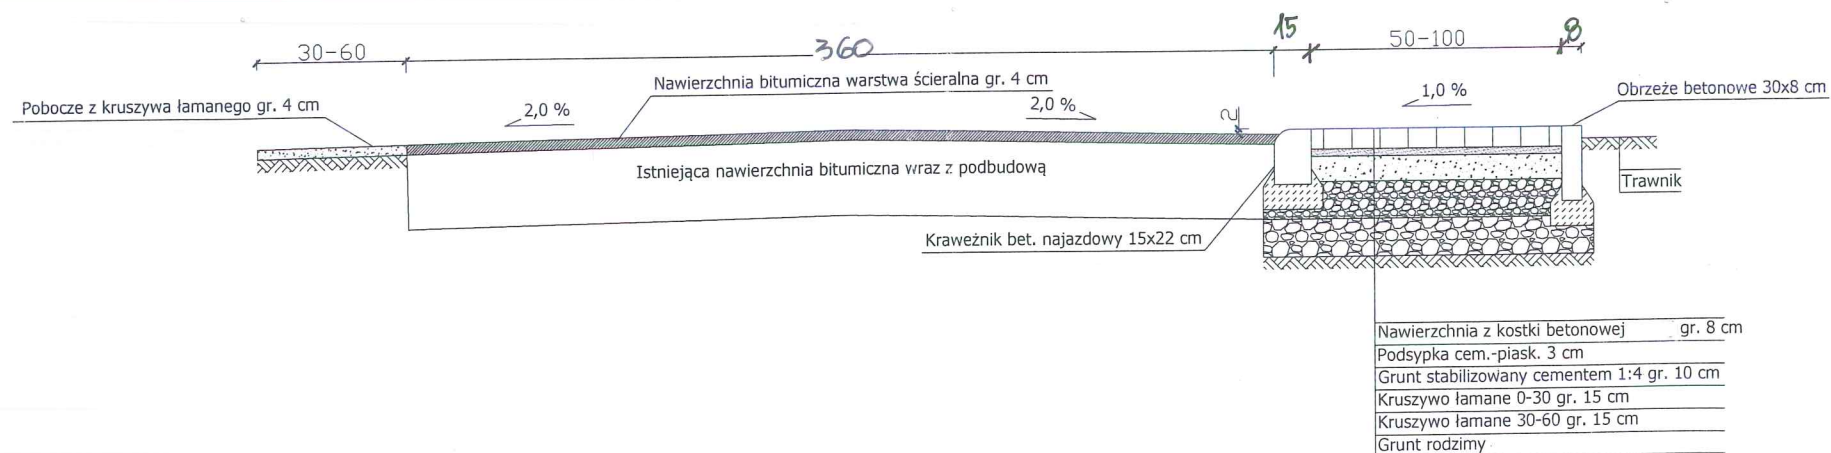 30-60
360
15
50-100
8
Nawierzchnia bitumiczna warstwa ścieralna gr. 4 cm
Pobocze z kruszywa łamanego gr. 4 cm
2,0 %
2,0 %
2
1,0 %
Obrzeże betonowe 30x8 cm
Istniejąca nawierzchnia bitumiczna wraz z podbudową
Trawnik
Kraweżnik bet. najazdowy 15x22 cm
Nawierzchnia z kostki betonowej gr. 8 cm
Podsypka cem.-piask. 3 cm
Grunt stabilizowany cementem 1:4 gr. 10 cm
Kruszywo łamane 0-30 gr. 15 cm
Kruszywo łamane 30-60 gr. 15 cm
Grunt rodzimy